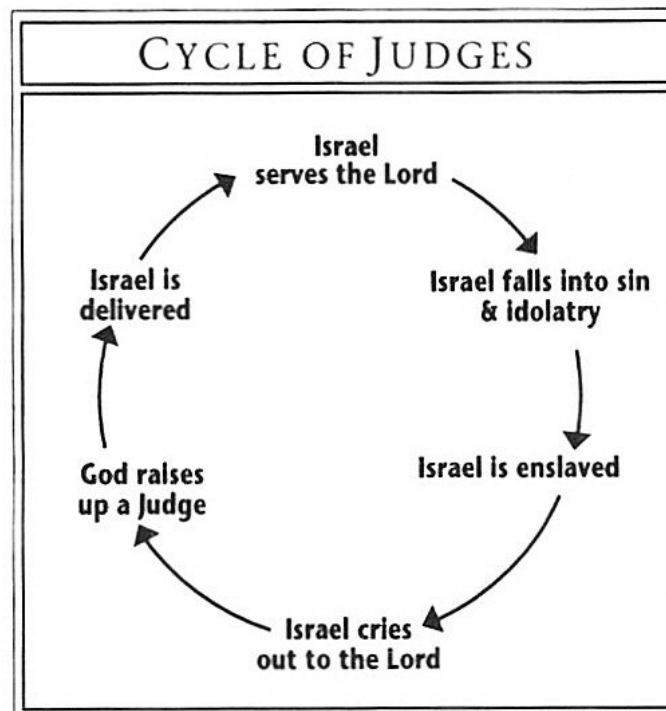 CYCLE OF JUDGES
Israel
serves the Lord
Israel falls into sin
& idolatry
Israel is enslaved
Israel cries
out to the Lord
God raises
up a Judge
Israel is
delivered